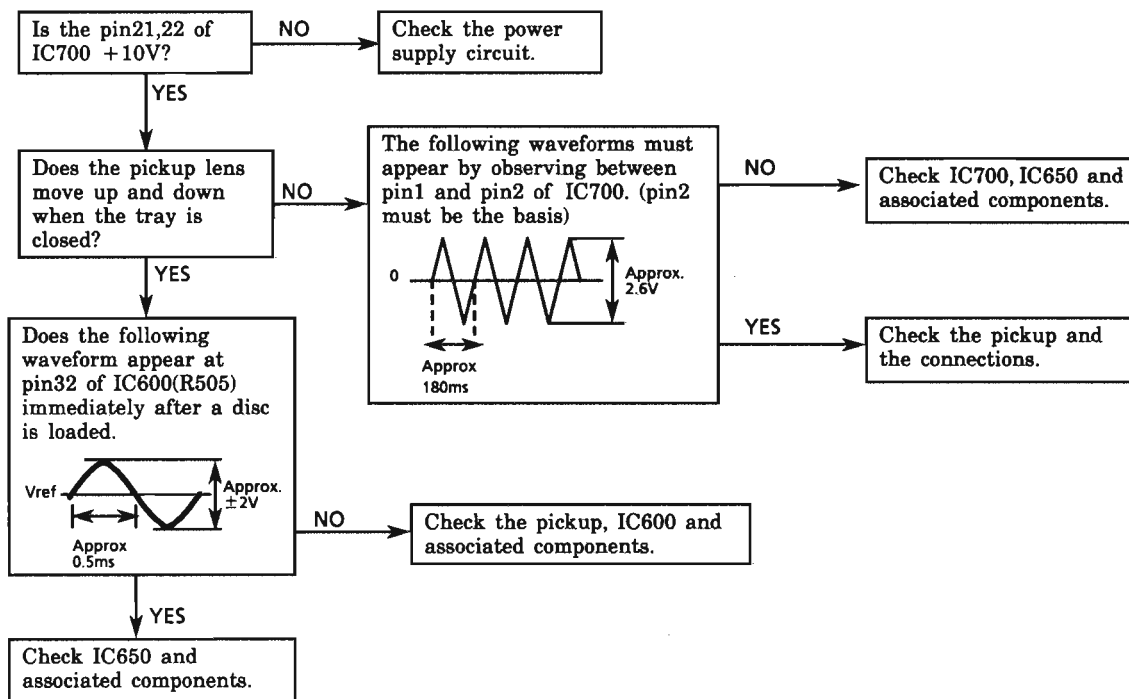 Is the pin21,22 of
IC700 +10V?
NO
Check the power
supply circuit.
YES
Does the pickup lens
move up and down
when the tray is
closed?
NO
The following waveforms must
appear by observing between
pin1 and pin2 of IC700. (pin2
must be the basis)
0
Approx.
2.6V
Approx
180ms
NO
Check IC700, IC650 and
associated components.
YES
Check the pickup and
the connections.
YES
Does the following
waveform appear at
pin32 of IC600(R505)
immediately after a disc
is loaded.
Vref
Approx.
±2V
Approx
0.5ms
NO
Check the pickup, IC600 and
associated components.
YES
Check IC650 and
associated components.